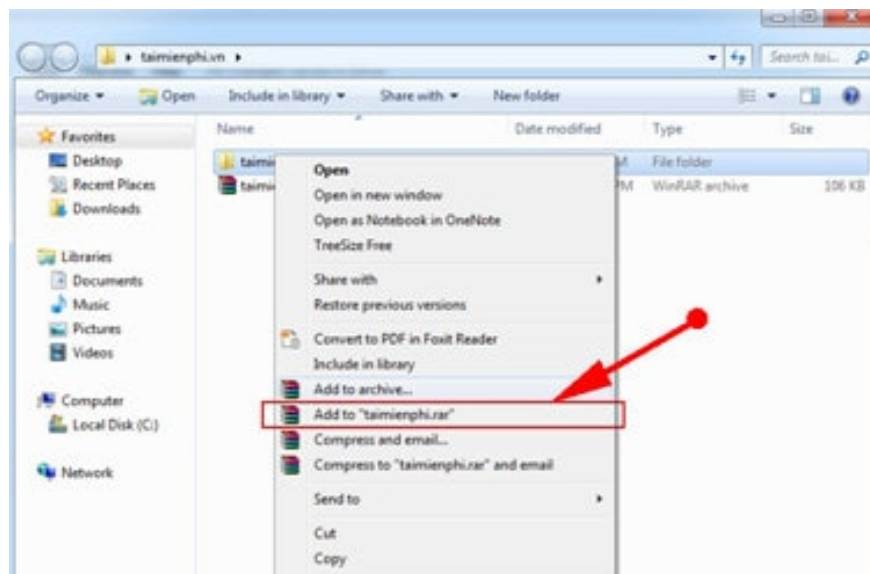 taimienphi.vn
Search tai...
Organize
Open
Include in library
Share with
New folder
Name
Date modified
Type
Size
Favorites
Desktop
Recent Places
Downloads
Libraries
Documents
Music
Pictures
Videos
Computer
Local Disk (C:)
Network
taimi
M
File folder
taimi
PM
WinRAR archive
106 KB
Open
Open in new window
Open as Notebook in OneNote
TreeSize Free
Share with
Restore previous versions
Convert to PDF in Foxit Reader
Include in library
Add to archive...
Add to "taimienphi.rar"
Compress and email...
Compress to "taimienphi.rar" and email
Send to
Cut
Copy